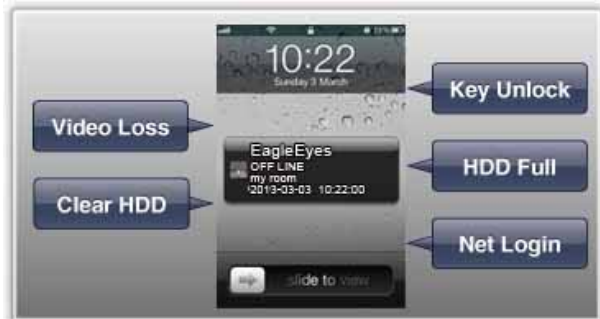 10:22
Sunday 3 March
Key Unlock
Video Loss
EagleEyes
OFF LINE
my room
2013-03-03 10:22:00
HDD Full
Clear HDD
Net Login
slide to view